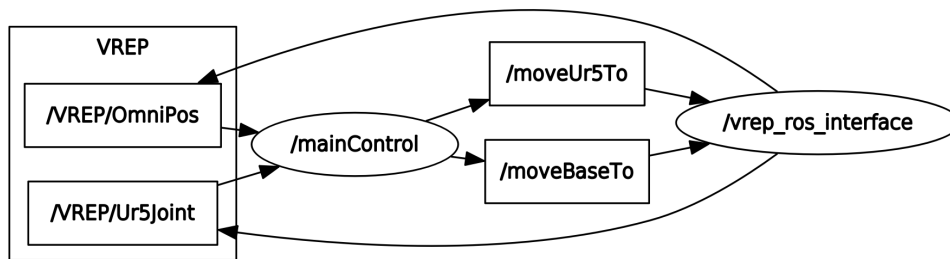 VREP
/VREP/OmniPos
/VREP/Ur5Joint
/mainControl
/moveUr5To
/moveBaseTo
/vrep_ros_interface